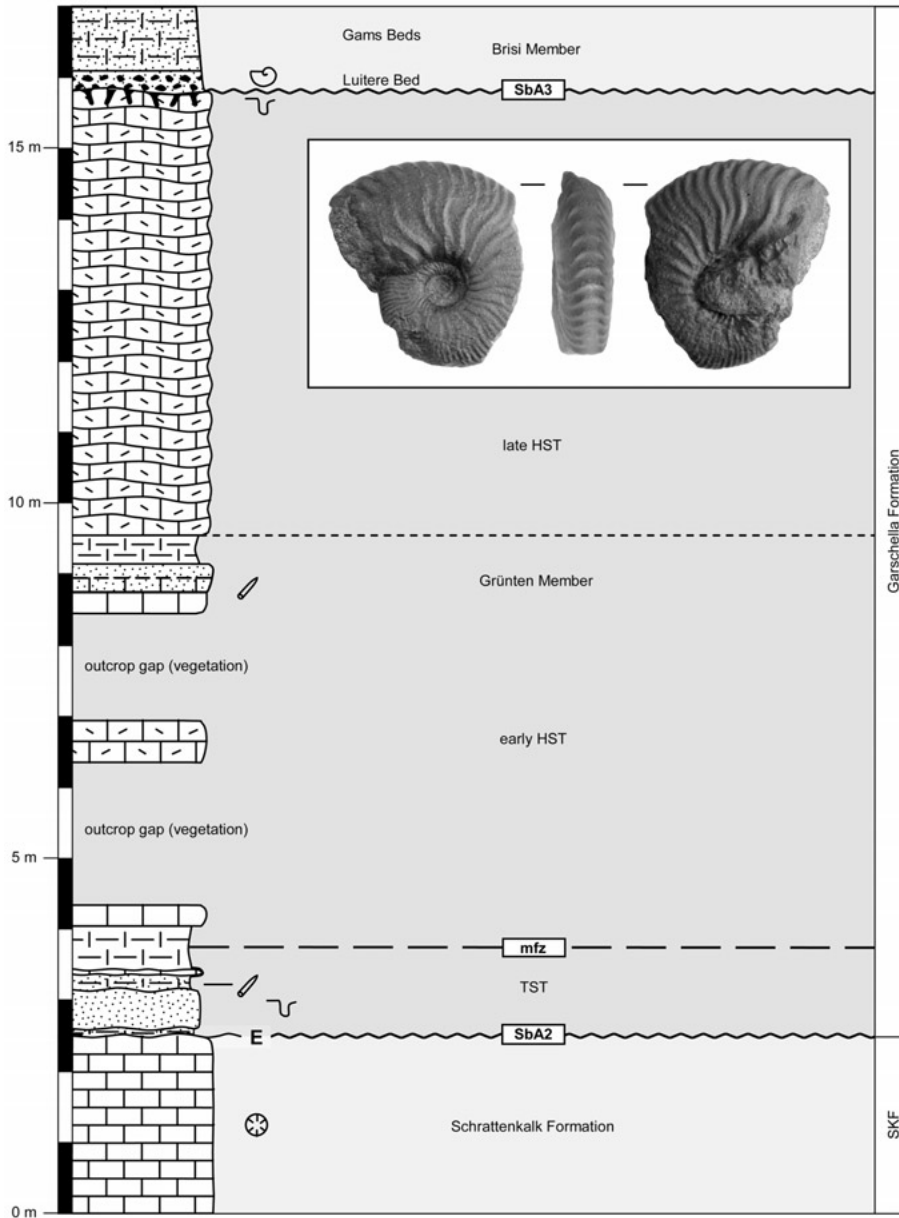 Gams Beds
Brisi Member
Luitere Bed
SbA3
15 m
late HST
10 m
Grünten Member
outcrop gap (vegetation)
early HST
outcrop gap (vegetation)
5 m
mfz
TST
E
SbA2
Schrattenkalk Formation
0 m
Garschella Formation
SKF